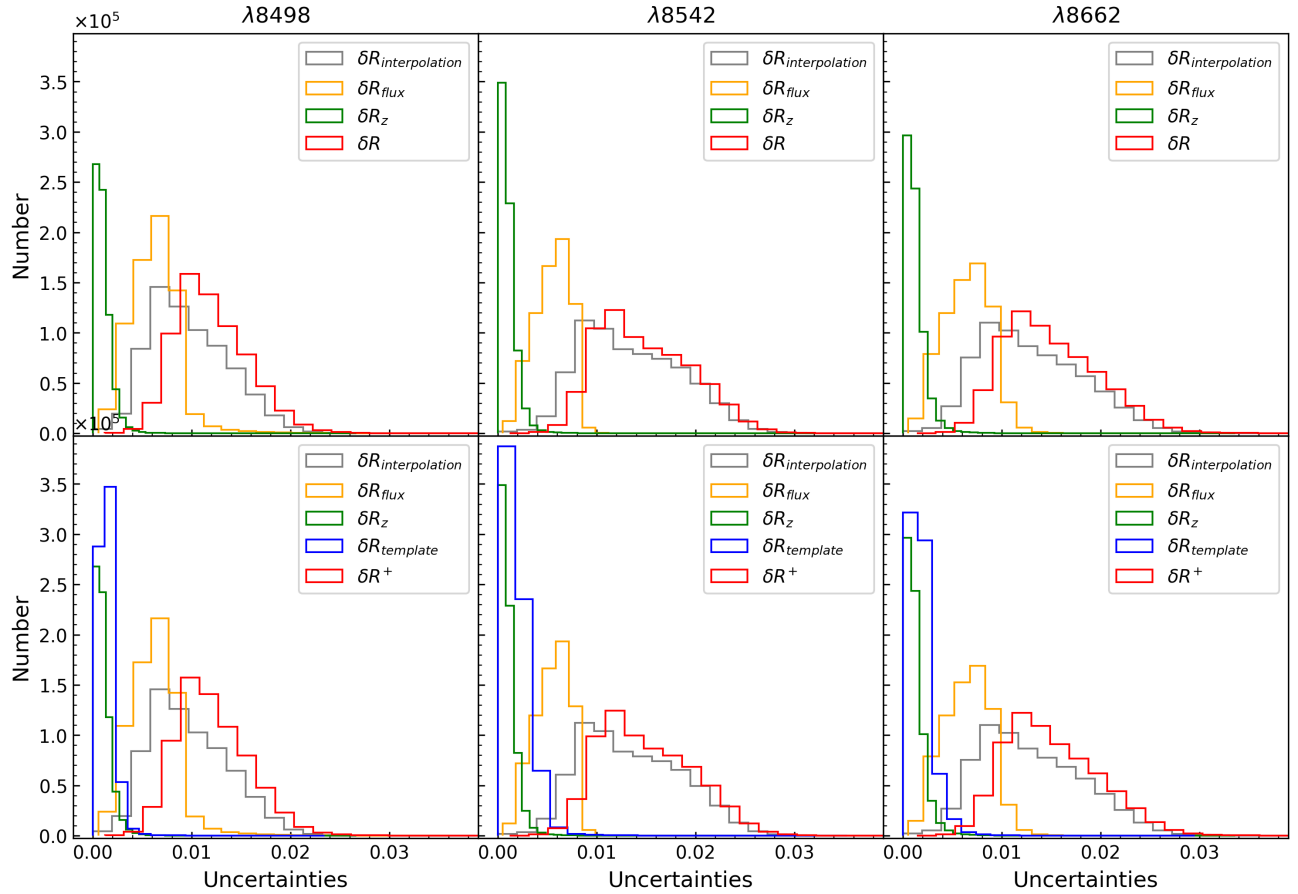 ×10⁵ λ8498 λ8542 λ8662
δR_interpolation δR_interpolation δR_interpolation
3.5 δR_flux δR_flux δR_flux
δR_z δR_z δR_z
3.0 δR δR δR
2.5
2.0
Number
1.5
1.0
0.5
×10⁵
0.0
δR_interpolation δR_interpolation δR_interpolation
3.5 δR_flux δR_flux δR_flux
δR_z δR_z δR_z
3.0
δR_template δR_template δR_template
2.5 δR⁺ δR⁺ δR⁺
2.0
Number
1.5
1.0
0.5
0.0
0.00 0.01 0.02 0.03 0.00 0.01 0.02 0.03 0.00 0.01 0.02 0.03
Uncertainties Uncertainties Uncertainties